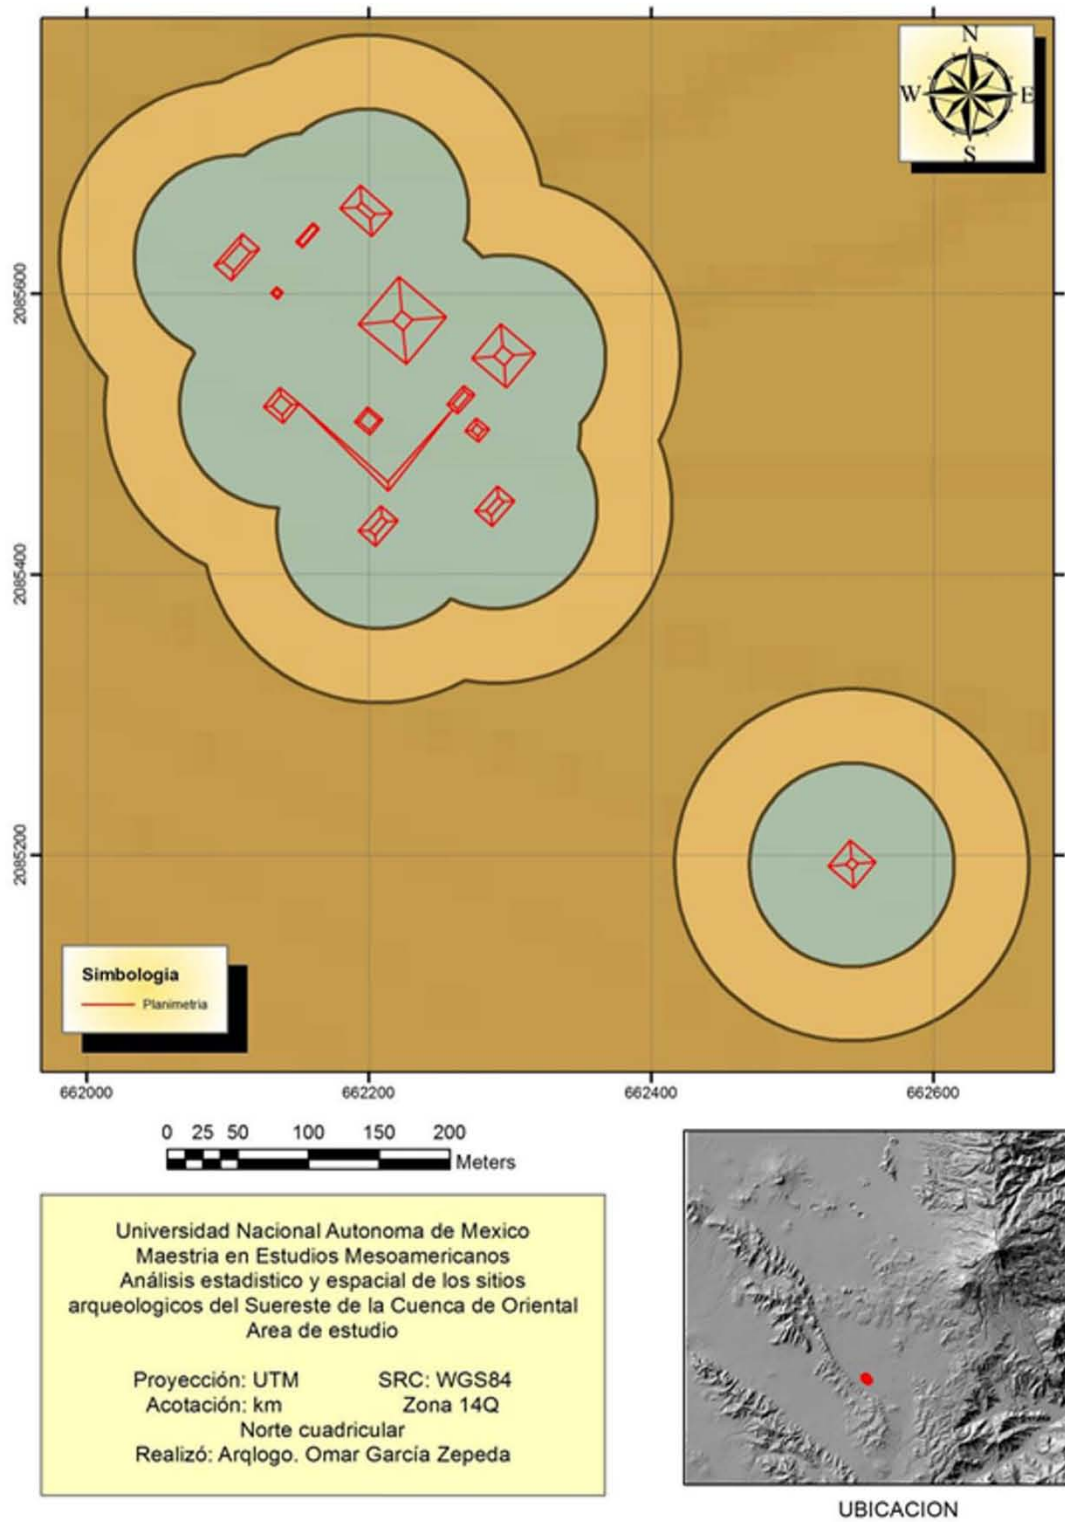 N
W E
S
2085600
2085400
2085200
Simbología
Planimetria
662000 662200 662400 662600
0 25 50 100 150 200
Meters
Universidad Nacional Autonoma de Mexico
Maestria en Estudios Mesoamericanos
Análisis estadistico y espacial de los sitios
arqueologicos del Suereste de la Cuenca de Oriental
Area de estudio
Proyección: UTM SRC: WGS84
Acotación: km Zona 14Q
Norte cuadricular
Realizó: Arqlogo. Omar García Zepeda
UBICACION